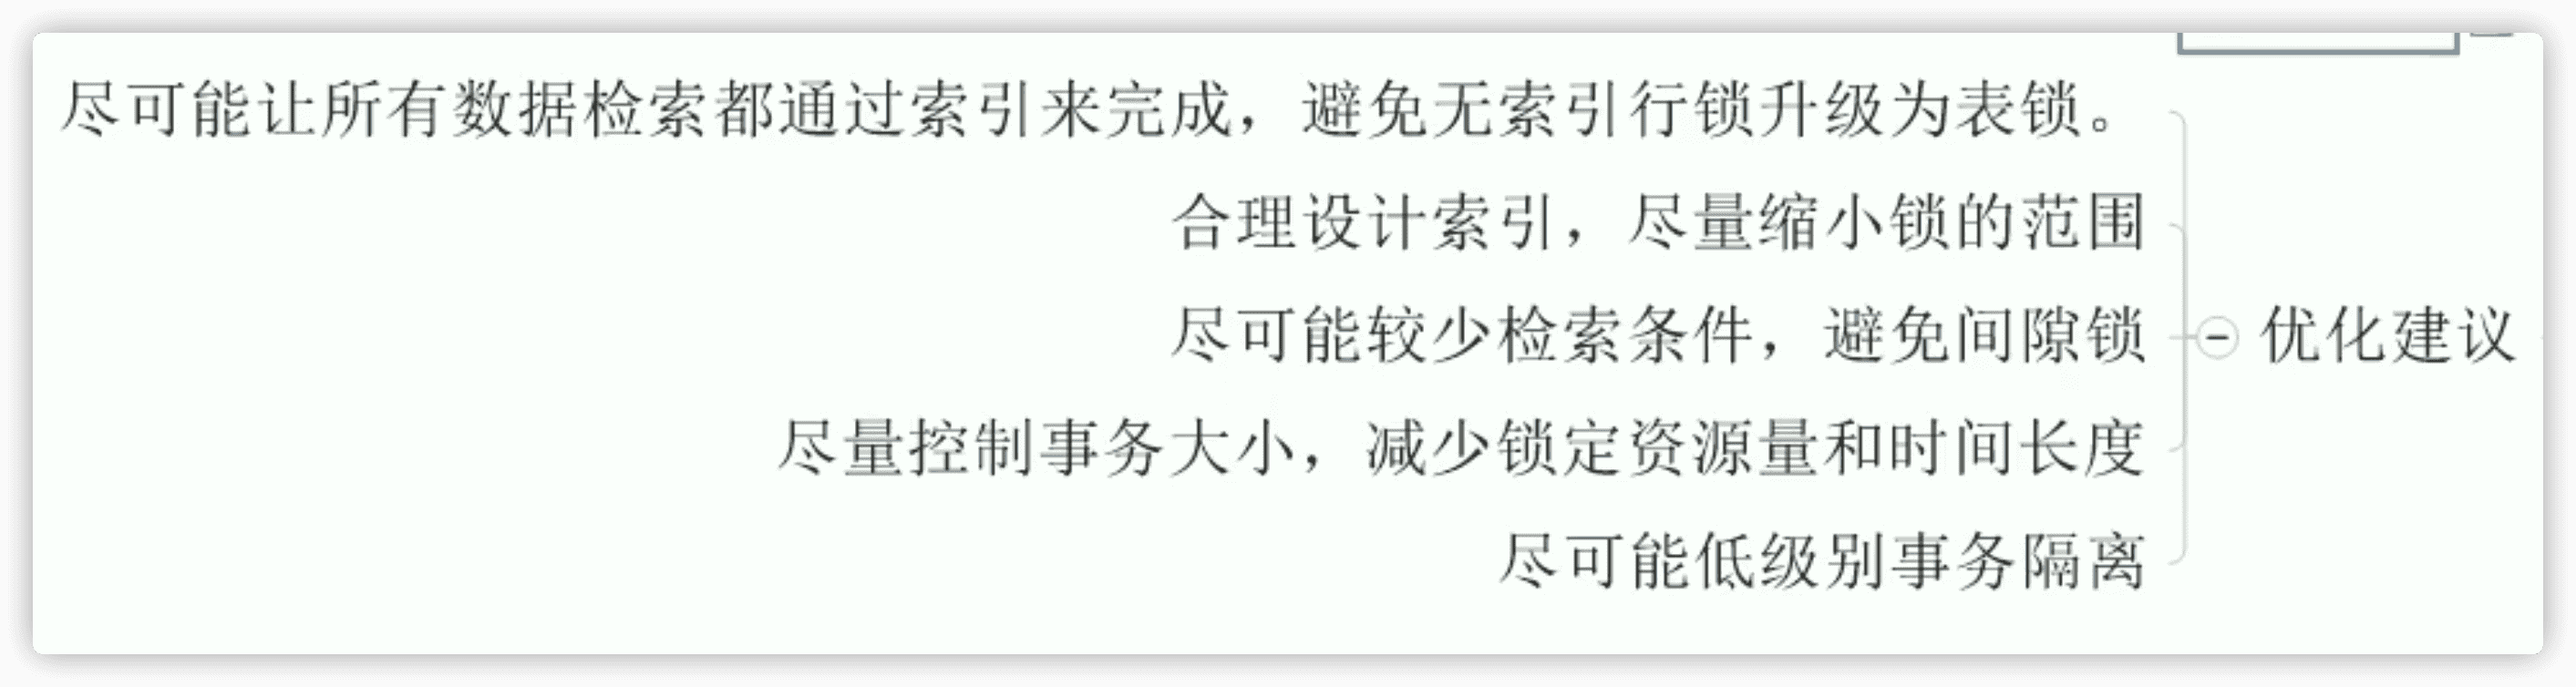 尽可能让所有数据检索都通过索引来完成，避免无索引行锁升级为表锁。
合理设计索引，尽量缩小锁的范围
尽可能较少检索条件，避免间隙锁
优化建议
尽量控制事务大小，减少锁定资源量和时间长度
尽可能低级别事务隔离